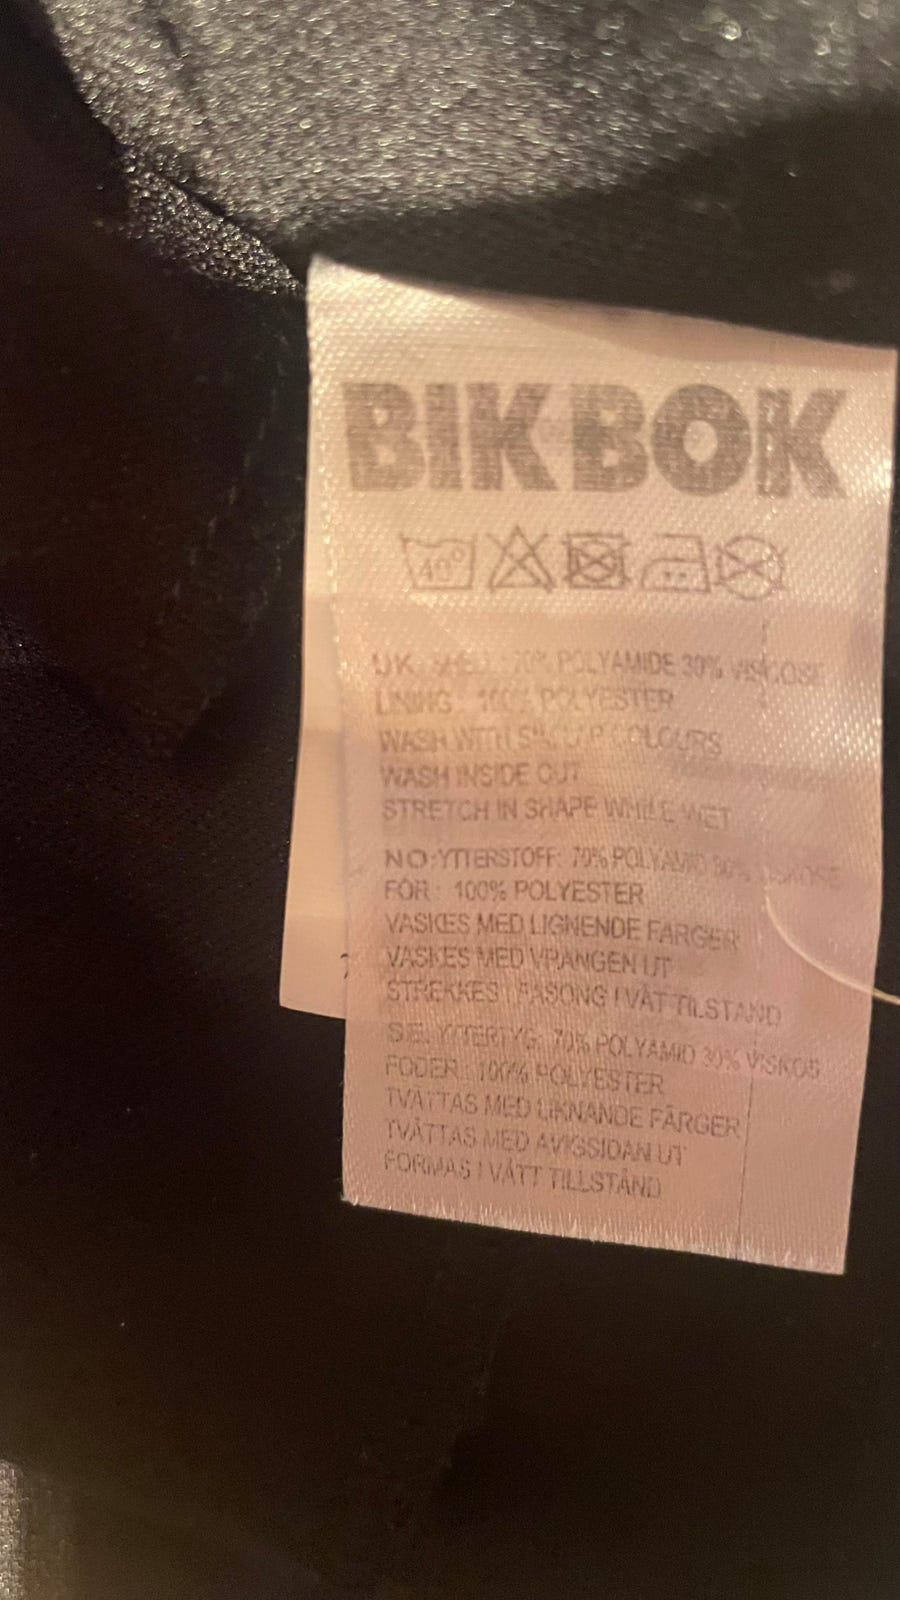 BIKBOK
40°
UK: SHELL: 70% POLYAMIDE 30% VISCOSE
LINING: 100% POLYESTER
WASH WITH SIMILAR COLOURS
WASH INSIDE OUT
STRETCH IN SHAPE WHILE WET
NO: YTTERSTOFF: 70% POLYAMID 30% VISKOSE
FÔR: 100% POLYESTER
VASKES MED LIGNENDE FARGER
VASKES MED VRANGEN UT
STREKKES I FASONG I VÅT TILSTAND
SE: YTTERTYG: 70% POLYAMID 30% VISKOS
FODER: 100% POLYESTER
TVÄTTAS MED LIKNANDE FÄRGER
TVÄTTAS MED AVIGSIDAN UT
FORMAS I VÅTT TILLSTÅND